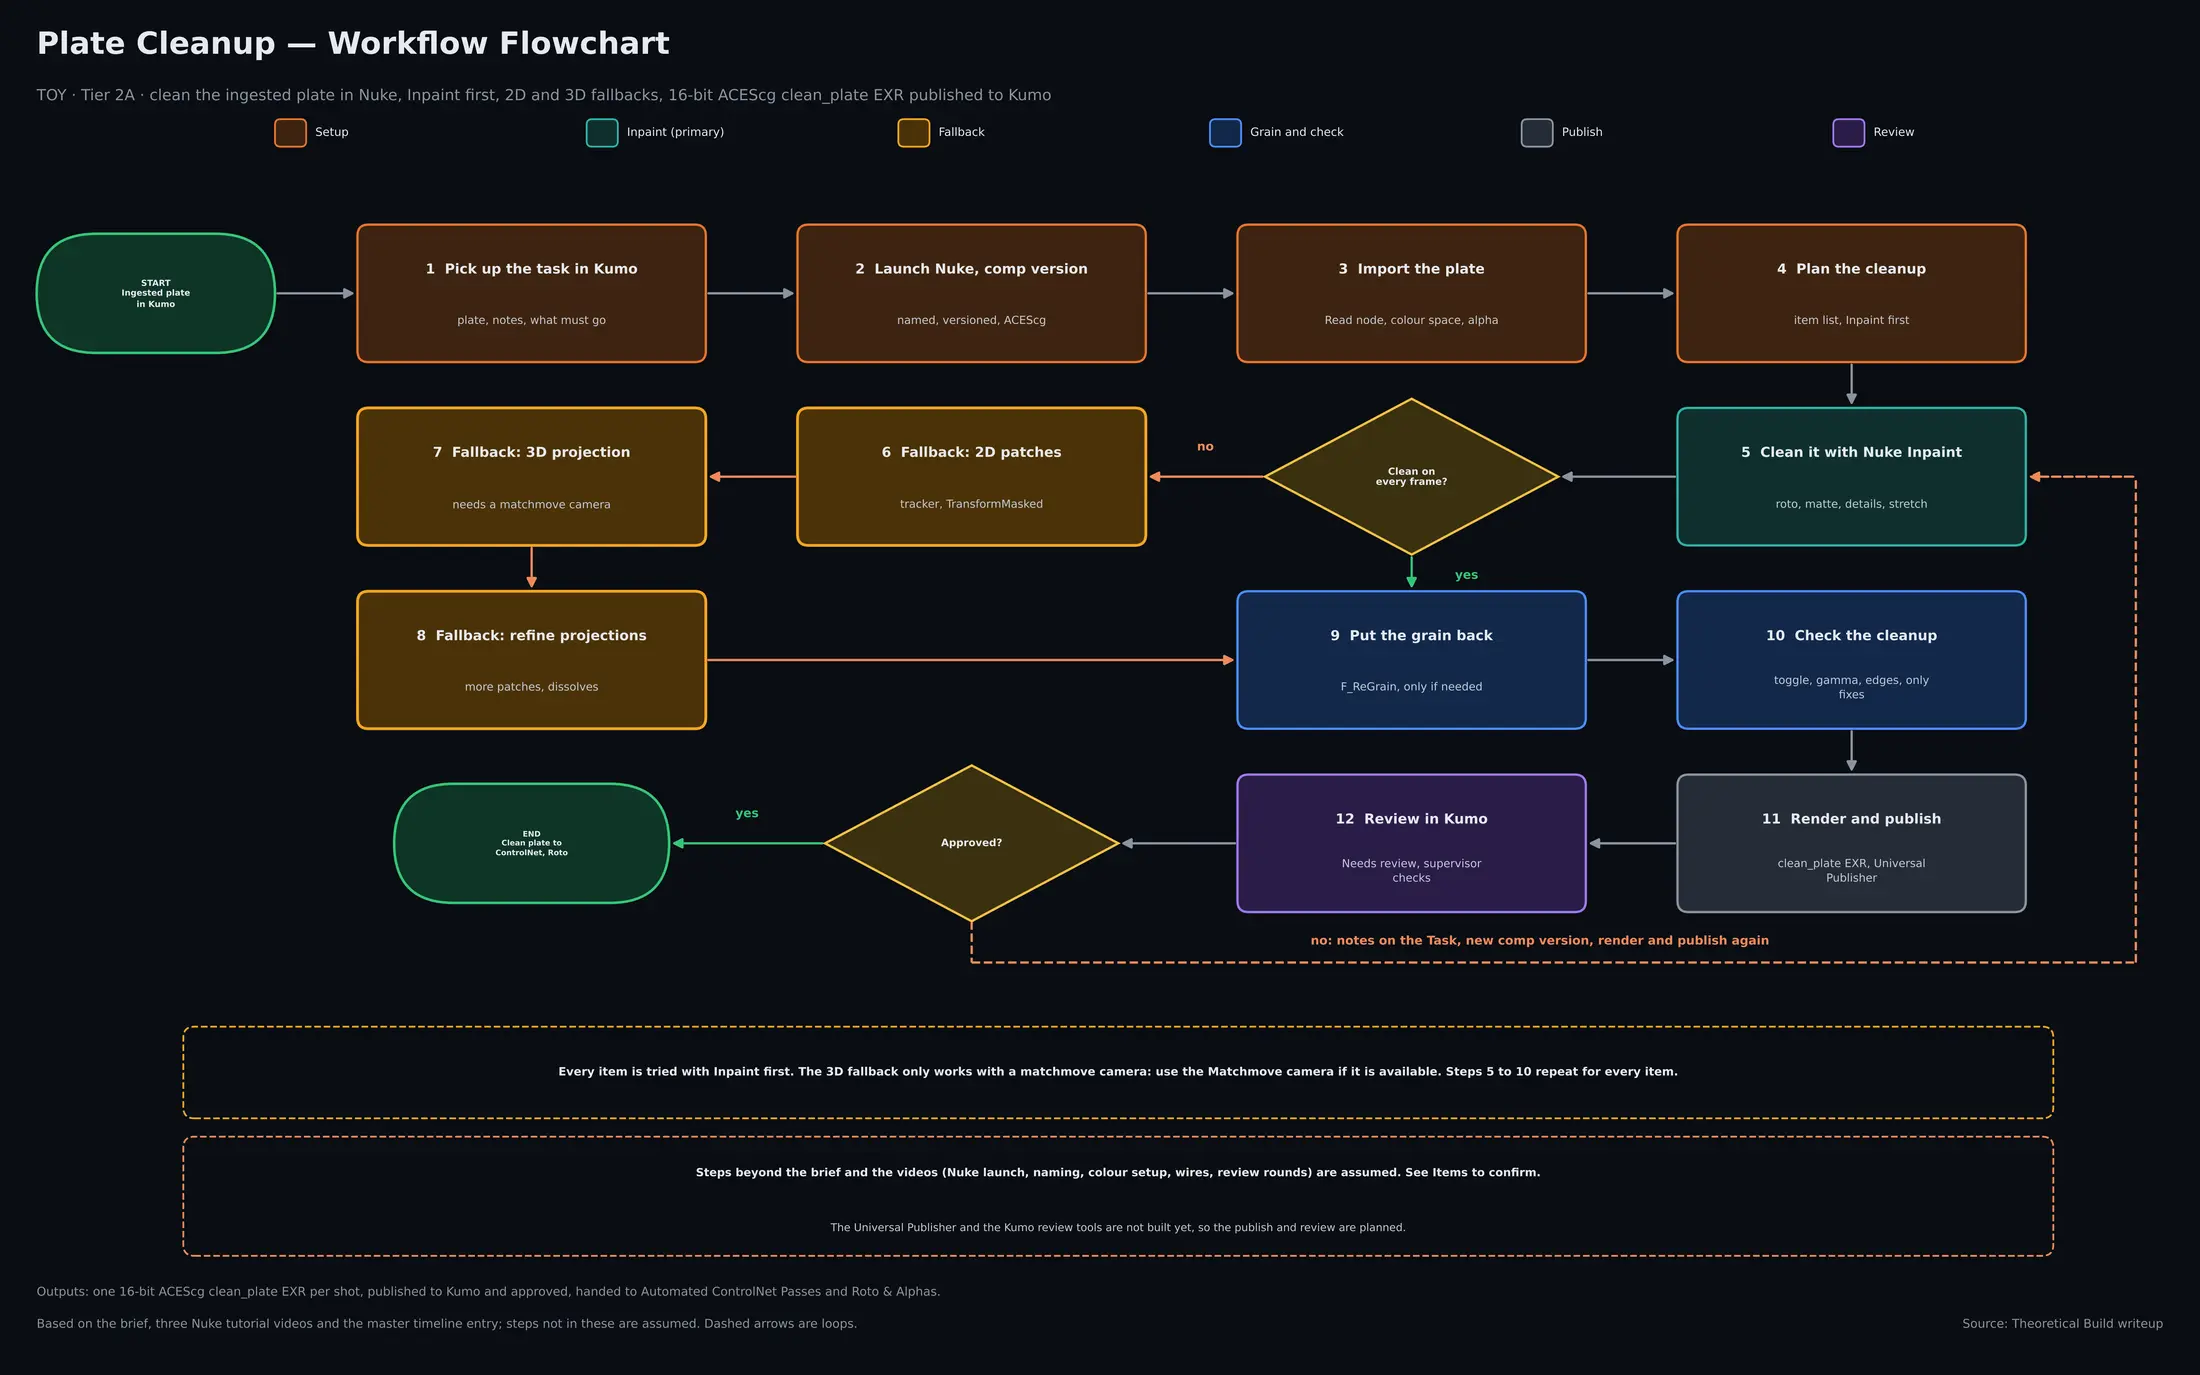 Plate Cleanup — Workflow Flowchart
TOY · Tier 2A · clean the ingested plate in Nuke, Inpaint first, 2D and 3D fallbacks, 16-bit ACEScg clean_plate EXR published to Kumo
Setup
Inpaint (primary)
Fallback
Grain and check
Publish
Review
START
Ingested plate
in Kumo
1 Pick up the task in Kumo
plate, notes, what must go
2 Launch Nuke, comp version
named, versioned, ACEScg
3 Import the plate
Read node, colour space, alpha
4 Plan the cleanup
item list, Inpaint first
5 Clean it with Nuke Inpaint
roto, matte, details, stretch
Clean on
every frame?
no
6 Fallback: 2D patches
tracker, TransformMasked
7 Fallback: 3D projection
needs a matchmove camera
yes
8 Fallback: refine projections
more patches, dissolves
9 Put the grain back
F_ReGrain, only if needed
10 Check the cleanup
toggle, gamma, edges, only
fixes
11 Render and publish
clean_plate EXR, Universal
Publisher
12 Review in Kumo
Needs review, supervisor
checks
Approved?
yes
END
Clean plate to
ControlNet, Roto
no: notes on the Task, new comp version, render and publish again
Every item is tried with Inpaint first. The 3D fallback only works with a matchmove camera: use the Matchmove camera if it is available. Steps 5 to 10 repeat for every item.
Steps beyond the brief and the videos (Nuke launch, naming, colour setup, wires, review rounds) are assumed. See Items to confirm.
The Universal Publisher and the Kumo review tools are not built yet, so the publish and review are planned.
Outputs: one 16-bit ACEScg clean_plate EXR per shot, published to Kumo and approved, handed to Automated ControlNet Passes and Roto & Alphas.
Based on the brief, three Nuke tutorial videos and the master timeline entry; steps not in these are assumed. Dashed arrows are loops.
Source: Theoretical Build writeup